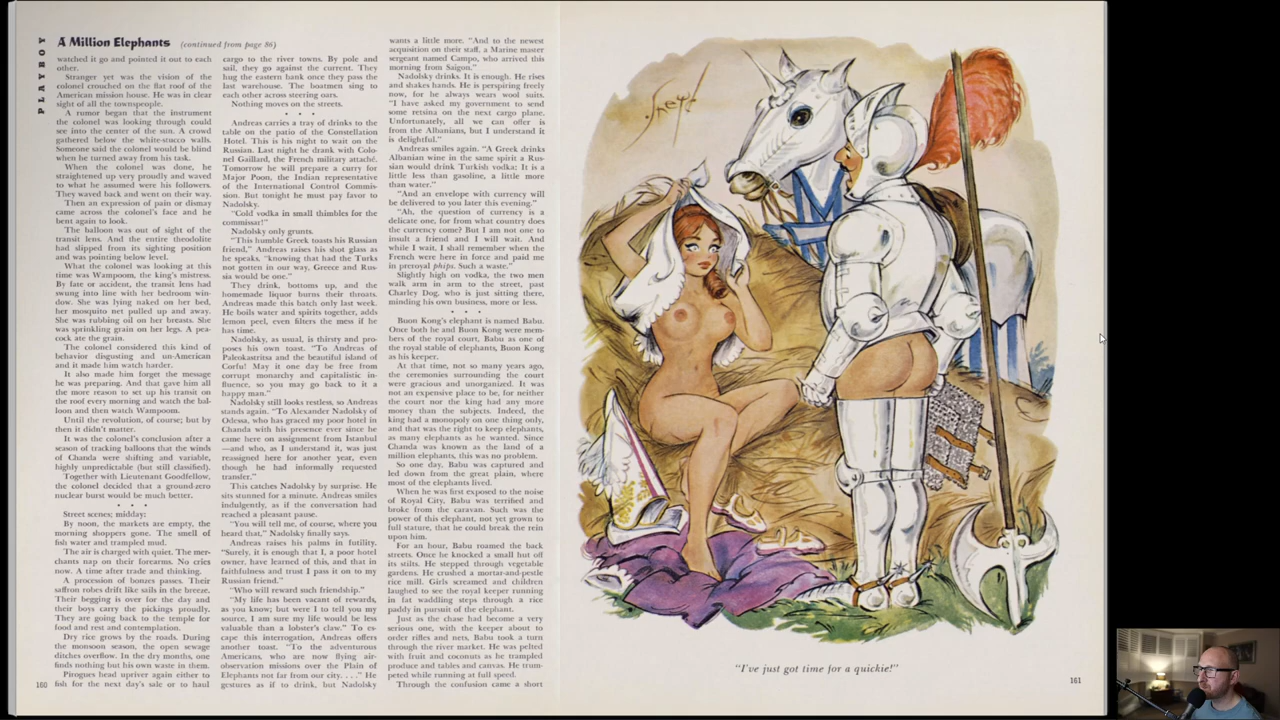 PLAYBOY
A Million Elephants (continued from page 86)
watched it go and pointed it out to each
other.
Stranger yet was the vision of the
colonel crouched on the flat roof of the
American mission house. He was in clear
sight of all the townspeople.
A rumor began that the instrument
the colonel was looking through could
see into the center of the sun. A crowd
gathered below the white-stucco walls.
Someone said the colonel would be blind
when he turned away from his task.
When the colonel was done, he
straightened up very proudly and waved
to what he assumed were his followers.
They waved back and went on their way.
Then an expression of pain or dismay
came across the colonel's face and he
bent again to look.
The balloon was out of sight of the
transit lens. And the entire theodolite
had slipped from its sighting position
and was pointing below level.
What the colonel was looking at this
time was Wampoom, the king's mistress.
By fate or accident, the transit lens had
swung into line with her bedroom win-
dow. She was lying naked on her bed,
her mosquito net pulled up and away.
She was rubbing oil on her breasts. She
was sprinkling grain on her legs. A pea-
cock ate the grain.
The colonel considered this kind of
behavior disgusting and un-American
and it made him watch harder.
It also made him forget the message
he was preparing. And that gave him all
the more reason to set up his transit on
the roof every morning and watch the bal-
loon and then watch Wampoom.
Until the revolution, of course; but by
then it didn't matter.
It was the colonel's conclusion after a
season of tracking balloons that the winds
of Chanda were shifting and variable,
highly unpredictable (but still classified).
Together with Lieutenant Goodfellow,
the colonel decided that a ground-zero
nuclear burst would be much better.
• • •
Street scenes; midday:
By noon, the markets are empty, the
morning shoppers gone. The smell of
fish water and trampled mud.
The air is charged with quiet. The mer-
chants nap on their forearms. No cries
now. A time after trade and thinking.
A procession of bonzes passes. Their
saffron robes drift like sails in the breeze.
Their begging is over for the day and
their boys carry the pickings proudly.
They are going back to the temple for
food and rest and contemplation.
Dry rice grows by the roads. During
the monsoon season, the open sewage
ditches overflow. In the dry months, one
finds nothing but his own waste in them.
Pirogues head upriver again either to
fish for the next day's sale or to haul
160
cargo to the river towns. By pole and
sail, they go against the current. They
hug the eastern bank once they pass the
last warehouse. The boatmen sing to
each other across steering oars.
Nothing moves on the streets.
• • •
Andreas carries a tray of drinks to the
table on the patio of the Constellation
Hotel. This is his night to wait on the
Russian. Last night he drank with Colo-
nel Gaillard, the French military attaché.
Tomorrow he will prepare a curry for
Major Poon, the Indian representative
of the International Control Commis-
sion. But tonight he must pay favor to
Nadolsky.
"Cold vodka in small thimbles for the
commissar!"
Nadolsky only grunts.
"This humble Greek toasts his Russian
friend," Andreas raises his shot glass as
he speaks, "knowing that had the Turks
not gotten in our way, Greece and Rus-
sia would be one."
They drink, bottoms up, and the
homemade liquor burns their throats.
Andreas made this batch only last week.
He boils water and spirits together, adds
lemon peel, even filters the mess if he
has time.
Nadolsky, as usual, is thirsty and pro-
poses his own toast. "To Andreas of
Paleokastritsa and the beautiful island of
Corfu! May it one day be free from
corrupt monarchy and capitalistic in-
fluence, so you may go back to it a
happy man."
Nadolsky still looks restless, so Andreas
stands again. "To Alexander Nadolsky of
Odessa, who has graced my poor hotel in
Chanda with his presence ever since he
came here on assignment from Istanbul
—and who, as I understand it, was just
reassigned here for another year, even
though he had informally requested
transfer."
This catches Nadolsky by surprise. He
sits stunned for a minute. Andreas smiles
indulgently, as if the conversation had
reached a pleasant pause.
"You will tell me, of course, where you
heard that," Nadolsky finally says.
Andreas raises his palms in futility.
"Surely, it is enough that I, a poor hotel
owner, have learned of this, and that in
faithfulness and trust I pass it on to my
Russian friend."
"Who will reward such friendship."
"My life has been vacant of rewards,
as you know; but were I to tell you my
source, I am sure my life would be less
valuable than a lobster's claw." To es-
cape this interrogation, Andreas offers
another toast. "To the adventurous
Americans, who are now flying air-
observation missions over the Plain of
Elephants not far from our city. . . ." He
gestures as if to drink, but Nadolsky
wants a little more. "And to the newest
acquisition on their staff, a Marine master
sergeant named Campo, who arrived this
morning from Saigon."
Nadolsky drinks. It is enough. He rises
and shakes hands. He is perspiring freely
now, for he always wears wool suits.
"I have asked my government to send
some retsina on the next cargo plane.
Unfortunately, all we can offer is
from the Albanians, but I understand it
is delightful."
Andreas smiles again. "A Greek drinks
Albanian wine in the same spirit a Rus-
sian would drink Turkish vodka: It is a
little less than gasoline, a little more
than water."
"And an envelope with currency will
be delivered to you later this evening."
"Ah, the question of currency is a
delicate one, for from what country does
the currency come? But I am not one to
insult a friend and I will wait. And
while I wait, I shall remember when the
French were here in force and paid me
in preroyal phips. Such a waste."
Slightly high on vodka, the two men
walk arm in arm to the street, past
Charley Dog, who is just sitting there,
minding his own business, more or less.
• • •
Buon Kong's elephant is named Babu.
Once both he and Buon Kong were mem-
bers of the royal court, Babu as one of
the royal stable of elephants, Buon Kong
as his keeper.
At that time, not so many years ago,
the ceremonies surrounding the court
were gracious and unorganized. It was
not an expensive place to be, for neither
the court nor the king had any more
money than the subjects. Indeed, the
king had a monopoly on one thing only,
and that was the right to keep elephants,
as many elephants as he wanted. Since
Chanda was known as the land of a
million elephants, this was no problem.
So one day, Babu was captured and
led down from the great plain, where
most of the elephants lived.
When he was first exposed to the noise
of Royal City, Babu was terrified and
broke from the caravan. Such was the
power of this elephant, not yet grown to
full stature, that he could break the rein
upon him.
For an hour, Babu roamed the back
streets. Once he knocked a small hut off
its stilts. He stepped through vegetable
gardens. He crushed a mortar-and-pestle
rice mill. Girls screamed and children
laughed to see the royal keeper running
in fat waddling steps through a rice
paddy in pursuit of the elephant.
Just as the chase had become a very
serious one, with the keeper about to
order rifles and nets, Babu took a turn
through the river market. He was pelted
with fruit and coconuts as he trampled
produce and tables and canvas. He trum-
peted while running at full speed.
Through the confusion came a short
"I've just got time for a quickie!"
161